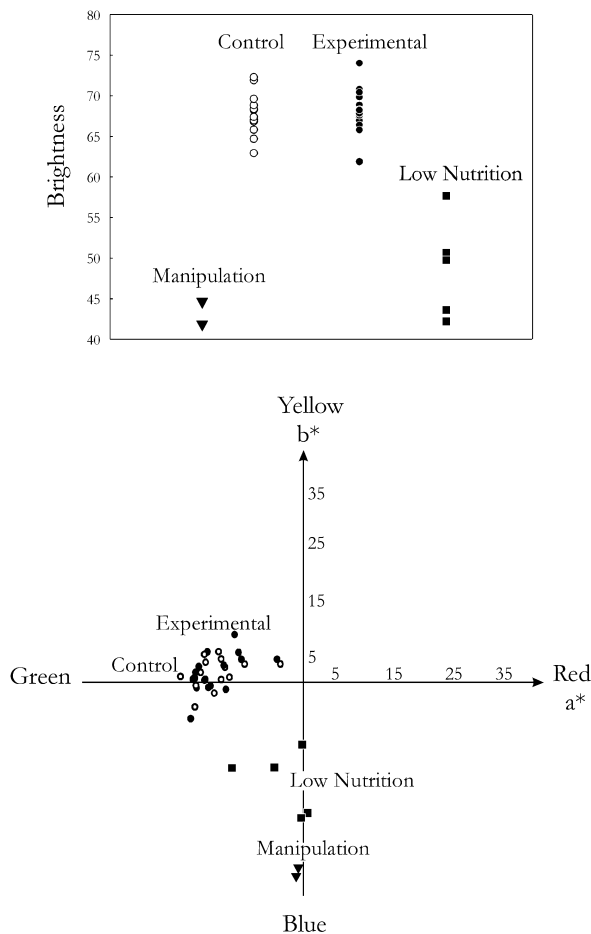 80
Control Experimental
75
70
65
Brightness
60
Low Nutrition
55
50
Manipulation
45
40
Yellow
b*
35
25
15
Experimental
Control
5
5 15 25 35
Green
Red
a*
Low Nutrition
Manipulation
Blue